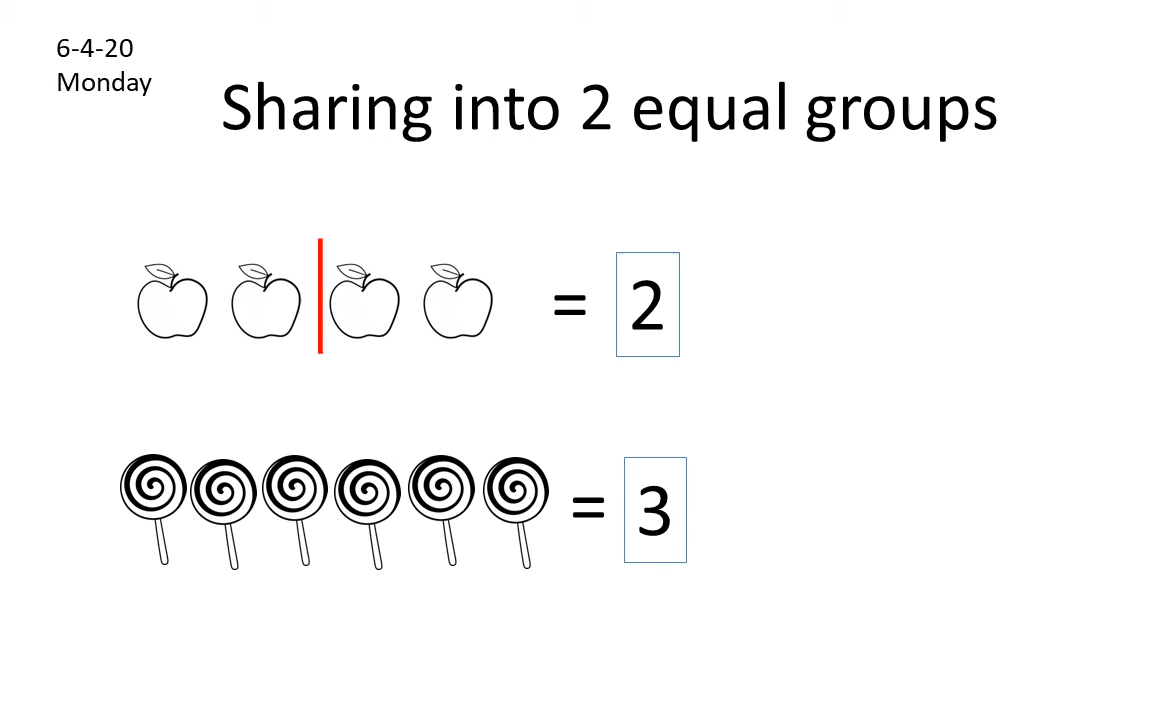 6-4-20
Monday
Sharing into 2 equal groups
= 2
= 3